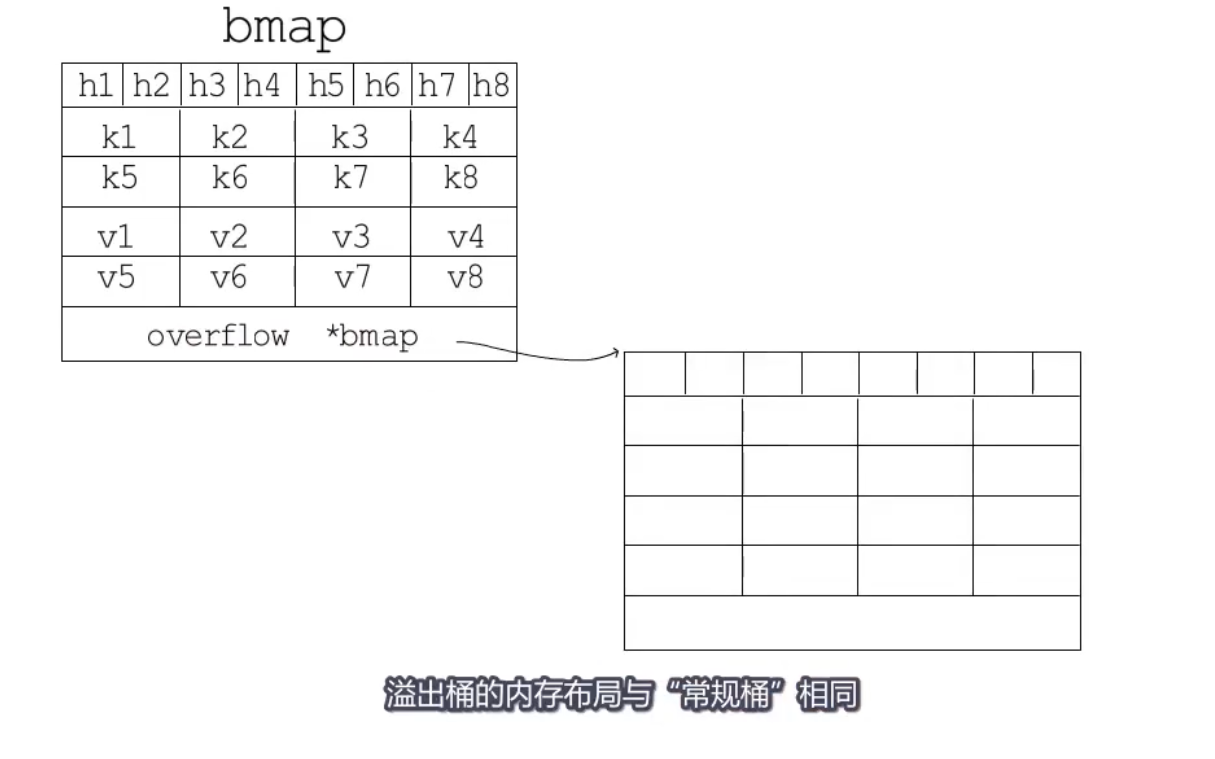 bmap
h1 h2 h3 h4 h5 h6 h7 h8
k1 k2 k3 k4
k5 k6 k7 k8
v1 v2 v3 v4
v5 v6 v7 v8
overflow *bmap
溢出桶的内存布局与“常规桶”相同